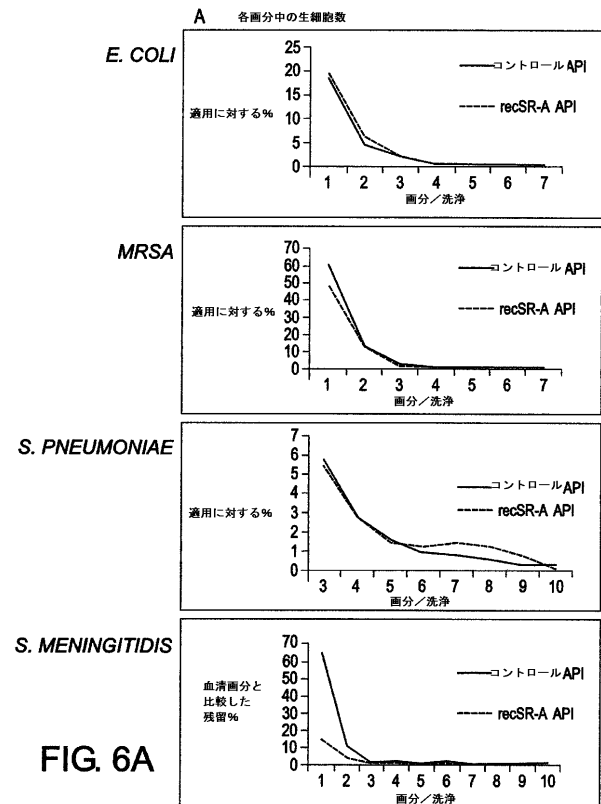 A 各画分中の生細胞数
E. COLI
25
20
15
10
5
0
適用に対する%
コントロールAPI
recSR-A API
1 2 3 4 5 6 7
画分/洗浄
MRSA
70
60
50
40
30
20
10
0
適用に対する%
コントロールAPI
recSR-A API
1 2 3 4 5 6 7
画分/洗浄
S. PNEUMONIAE
7
6
5
4
3
2
1
0
適用に対する%
コントロールAPI
recSR-A API
3 4 5 6 7 8 9 10
画分/洗浄
S. MENINGITIDIS
70
60
50
40
30
20
10
0
血清画分と
比較した
残留%
コントロールAPI
recSR-A API
1 2 3 4 5 6 7 8 9 10
画分/洗浄
FIG. 6A